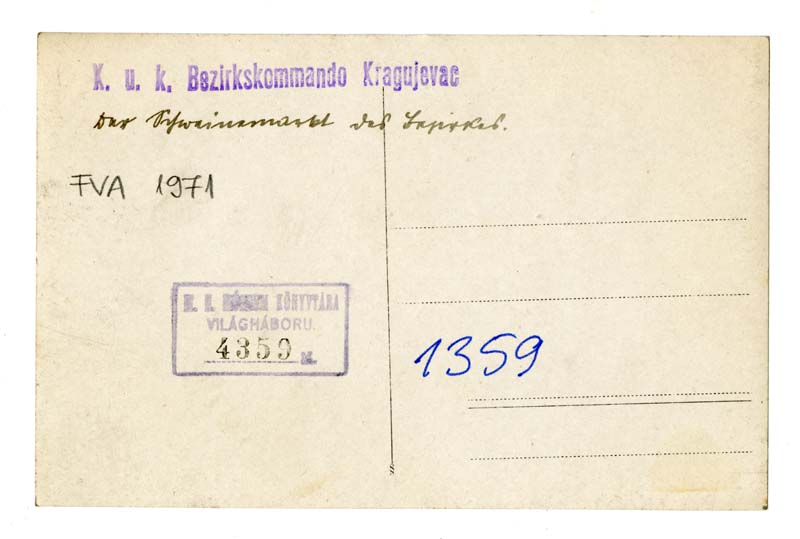 K. u. k. Bezirkskommando Kragujevac
Der Schweinemarkt des Bezirkes.
FVA 1971
KÖNYVTÁRA
VILÁGHÁBORU.
4359
1359